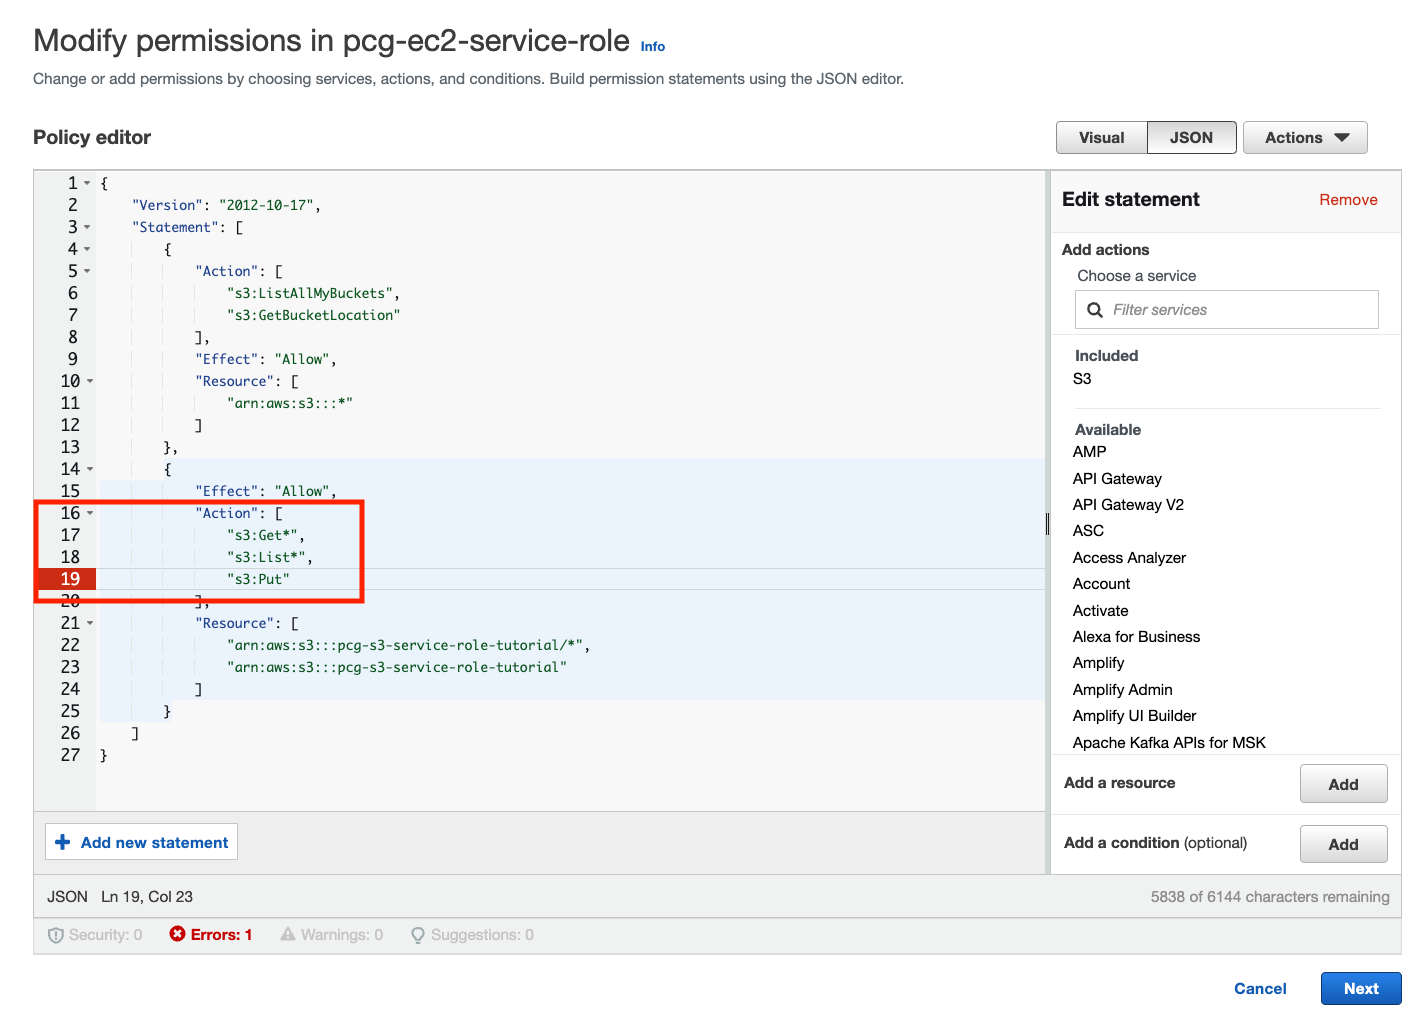 Modify permissions in pcg-ec2-service-role Info
Change or add permissions by choosing services, actions, and conditions. Build permission statements using the JSON editor.
Policy editor
Visual JSON Actions
1 {
2 "Version": "2012-10-17",
3 "Statement": [
4 {
5 "Action": [
6 "s3:ListAllMyBuckets",
7 "s3:GetBucketLocation"
8 ],
9 "Effect": "Allow",
10 "Resource": [
11 "arn:aws:s3:::*"
12 ]
13 },
14 {
15 "Effect": "Allow",
16 "Action": [
17 "s3:Get*",
18 "s3:List*",
19 "s3:Put"
20 ],
21 "Resource": [
22 "arn:aws:s3:::pcg-s3-service-role-tutorial/*",
23 "arn:aws:s3:::pcg-s3-service-role-tutorial"
24 ]
25 }
26 ]
27 }
+ Add new statement
Edit statement Remove
Add actions
Choose a service
Filter services
Included
S3
Available
AMP
API Gateway
API Gateway V2
ASC
Access Analyzer
Account
Activate
Alexa for Business
Amplify
Amplify Admin
Amplify UI Builder
Apache Kafka APIs for MSK
Add a resource Add
Add a condition (optional) Add
JSON Ln 19, Col 23 5838 of 6144 characters remaining
Security: 0 Errors: 1 Warnings: 0 Suggestions: 0
Cancel Next